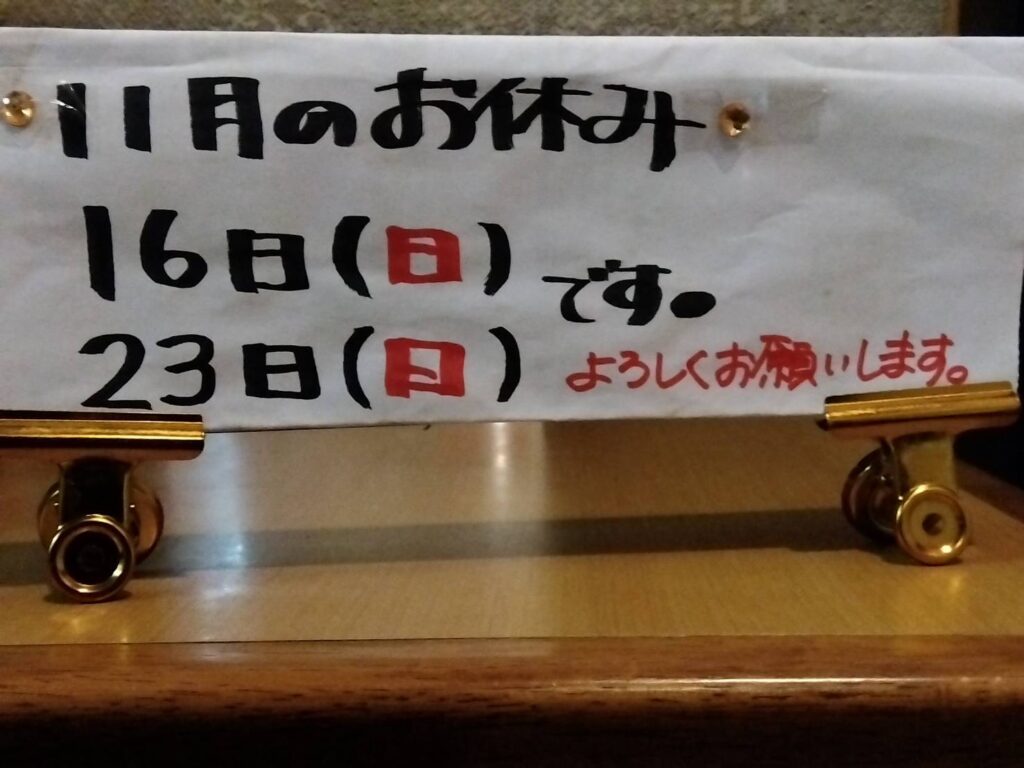 11月のお休み
16日(日)
23日(日)
です。
よろしくお願いします。